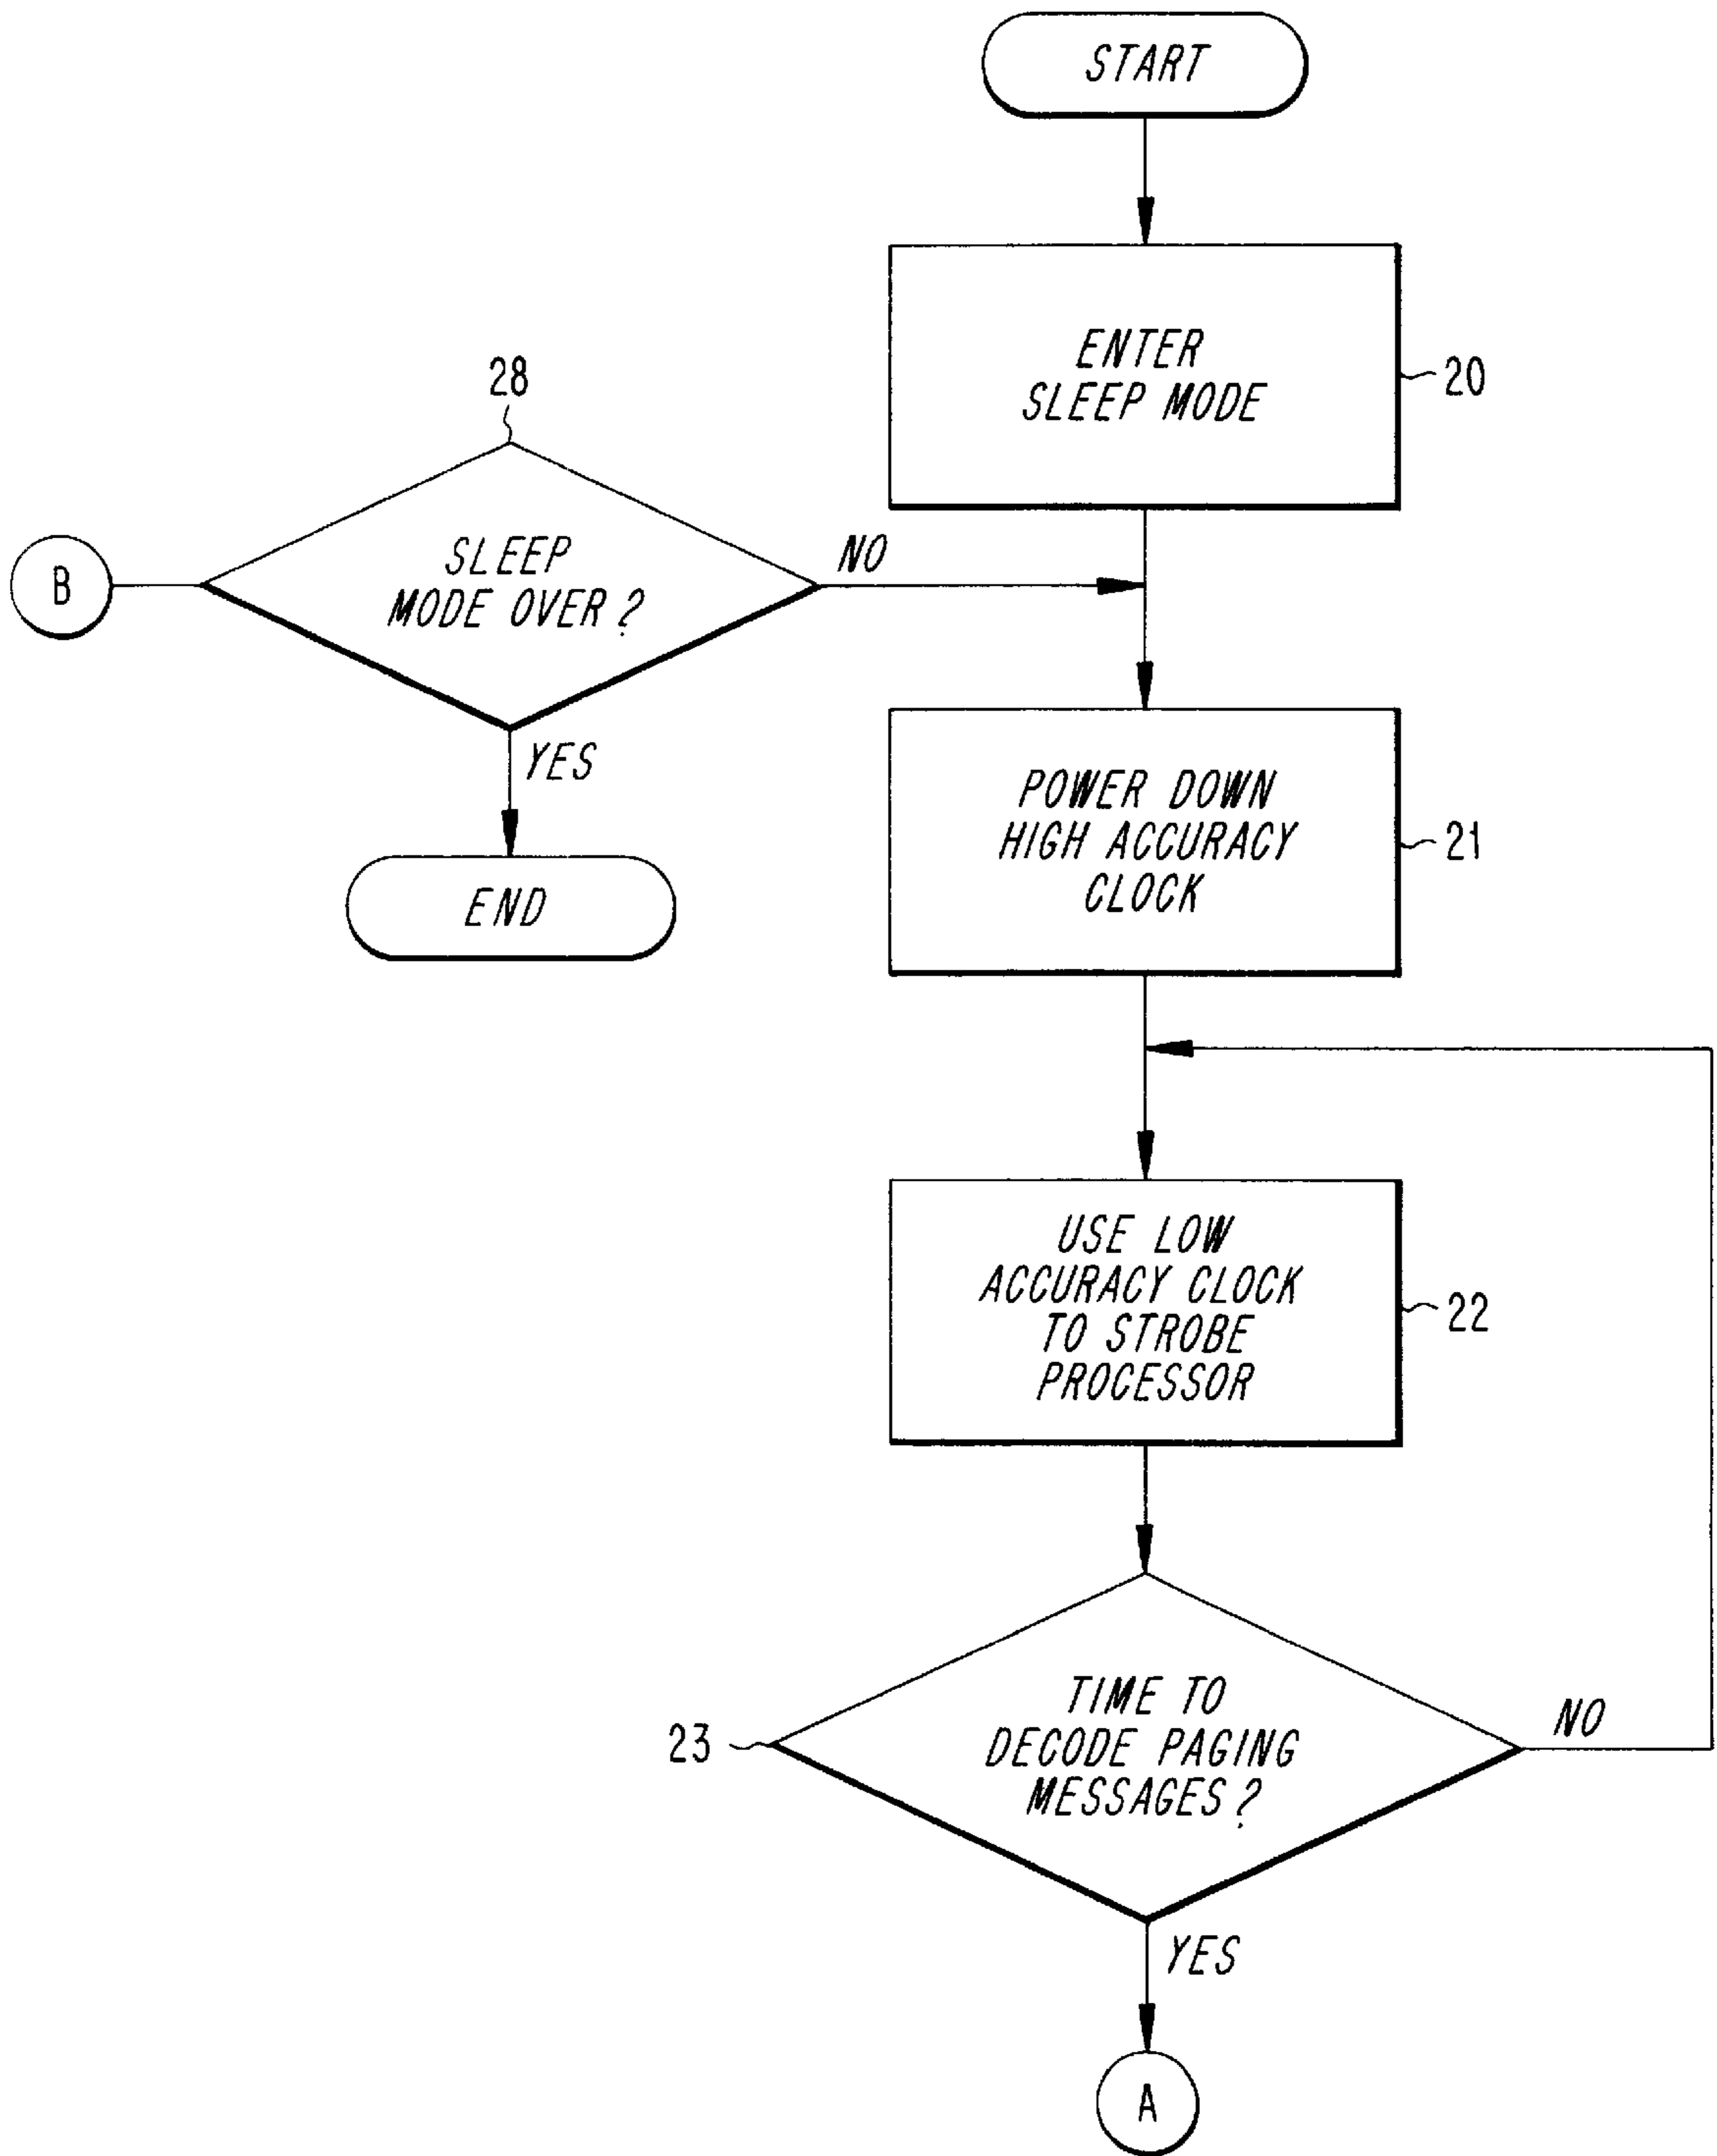 START
ENTER
SLEEP MODE
20
28
B
SLEEP
MODE OVER?
NO
YES
END
POWER DOWN
HIGH ACCURACY
CLOCK
21
USE LOW
ACCURACY CLOCK
TO STROBE
PROCESSOR
22
23
TIME TO
DECODE PAGING
MESSAGES?
NO
YES
A